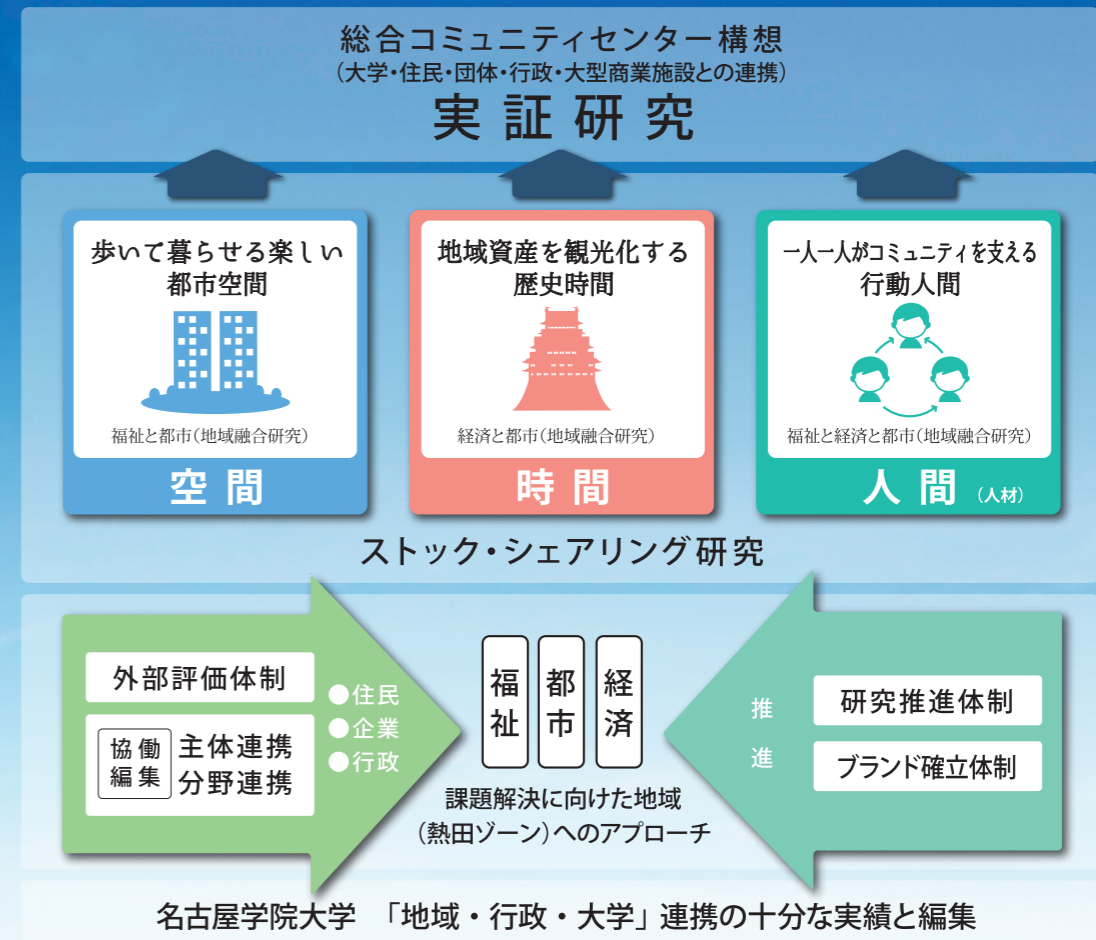 総合コミュニティセンター構想
(大学・住民・団体・行政・大型商業施設との連携)
実証研究
歩いて暮らせる楽しい
都市空間
福祉と都市(地域融合研究)
空間
地域資産を観光化する
歴史時間
経済と都市(地域融合研究)
時間
一人一人がコミュニティを支える
行動人間
福祉と経済と都市(地域融合研究)
人間(人材)
ストック・シェアリング研究
外部評価体制
協働
編集
主体連携
分野連携
●住民
●企業
●行政
福祉
都市
経済
課題解決に向けた地域
(熱田ゾーン)へのアプローチ
推進
研究推進体制
ブランド確立体制
名古屋学院大学 「地域・行政・大学」連携の十分な実績と編集